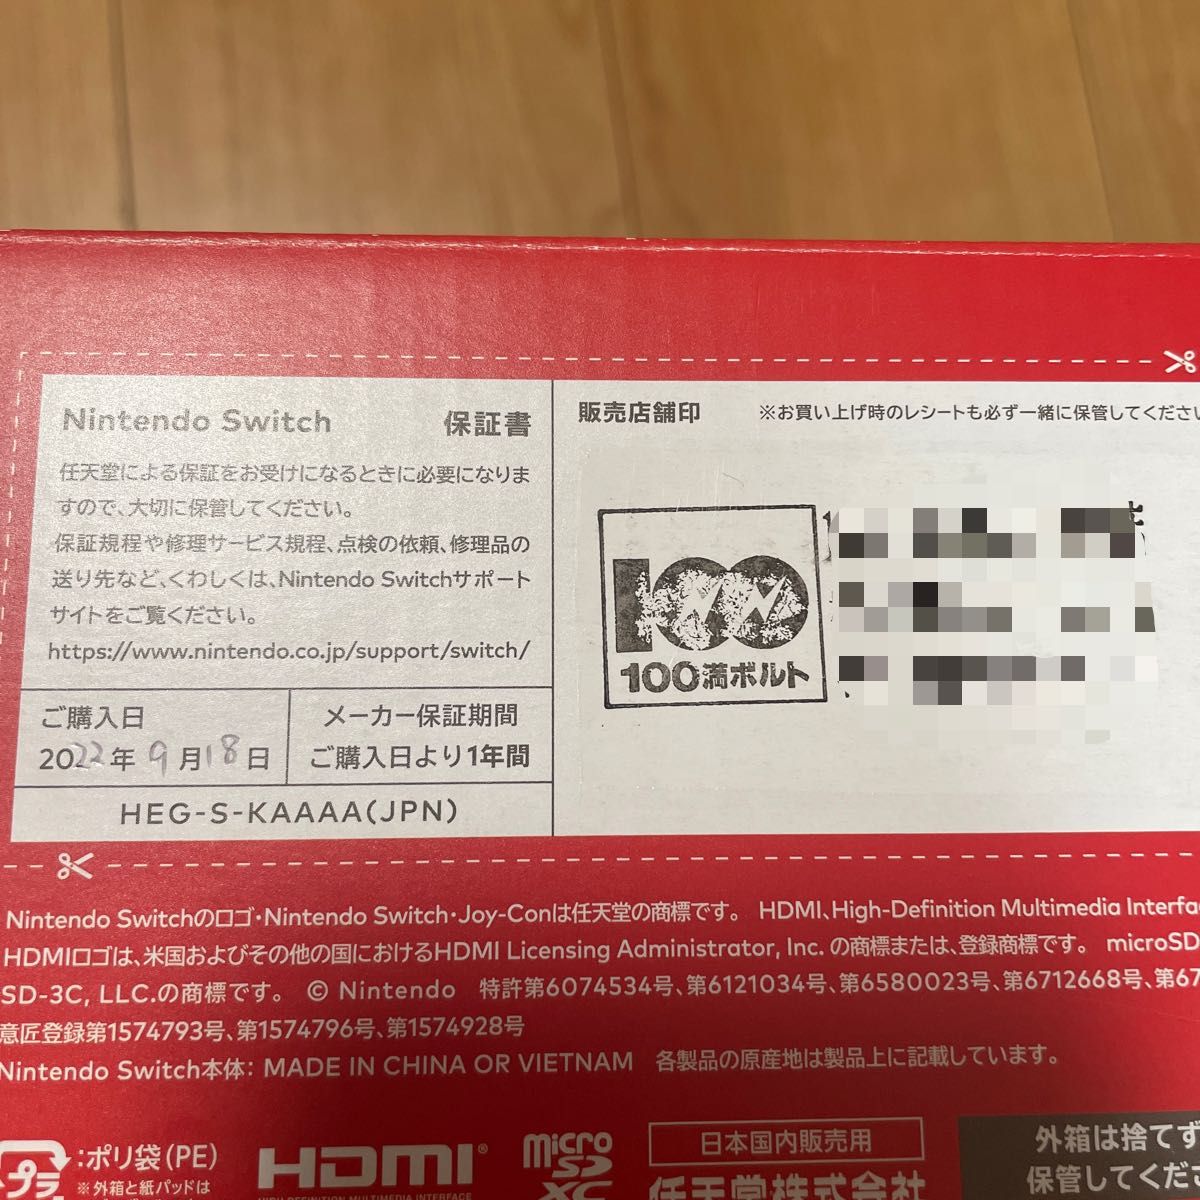 Nintendo Switch 保証書
任天堂による保証をお受けになるときに必要になりま
すので、大切に保管してください。
保証規程や修理サービス規程、点検の依頼、修理品の
送り先など、くわしくは、Nintendo Switchサポート
サイトをご覧ください。
https://www.nintendo.co.jp/support/switch/
ご購入日
2022年9月18日
メーカー保証期間
ご購入日より1年間
HEG-S-KAAAA(JPN)
販売店舗印
※お買い上げ時のレシートも必ず一緒に保管してください
100
100満ボルト
Nintendo Switchのロゴ・Nintendo Switch・Joy-Conは任天堂の商標です。 HDMI、High-Definition Multimedia Interfa
HDMIロゴは、米国およびその他の国におけるHDMI Licensing Administrator, Inc. の商標または、登録商標です。 microSD
SD-3C, LLC.の商標です。 © Nintendo 特許第6074534号、第6121034号、第6580023号、第6712668号、第67
意匠登録第1574793号、第1574796号、第1574928号
Nintendo Switch本体: MADE IN CHINA OR VIETNAM 各製品の原産地は製品上に記載しています。
プラ
:ポリ袋(PE)
※外箱と紙パッドは
HDMI®
HIGH-DEFINITION MULTIMEDIA INTERFACE
micro
SD
XC
日本国内販売用
任天堂株式会社
外箱は捨てず
保管してくださ